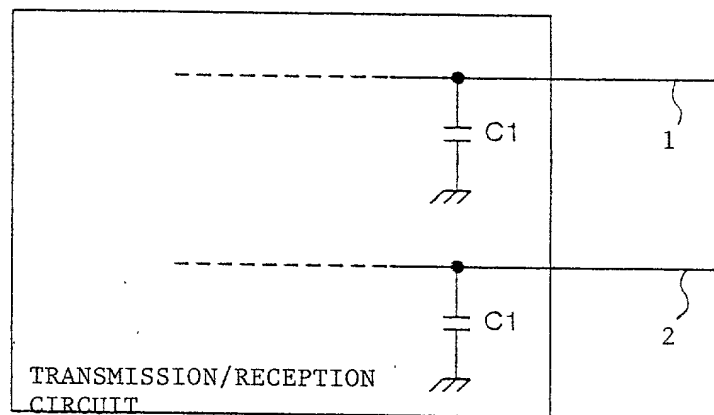 C1
1
C1
2
TRANSMISSION/RECEPTION
CIRCUIT